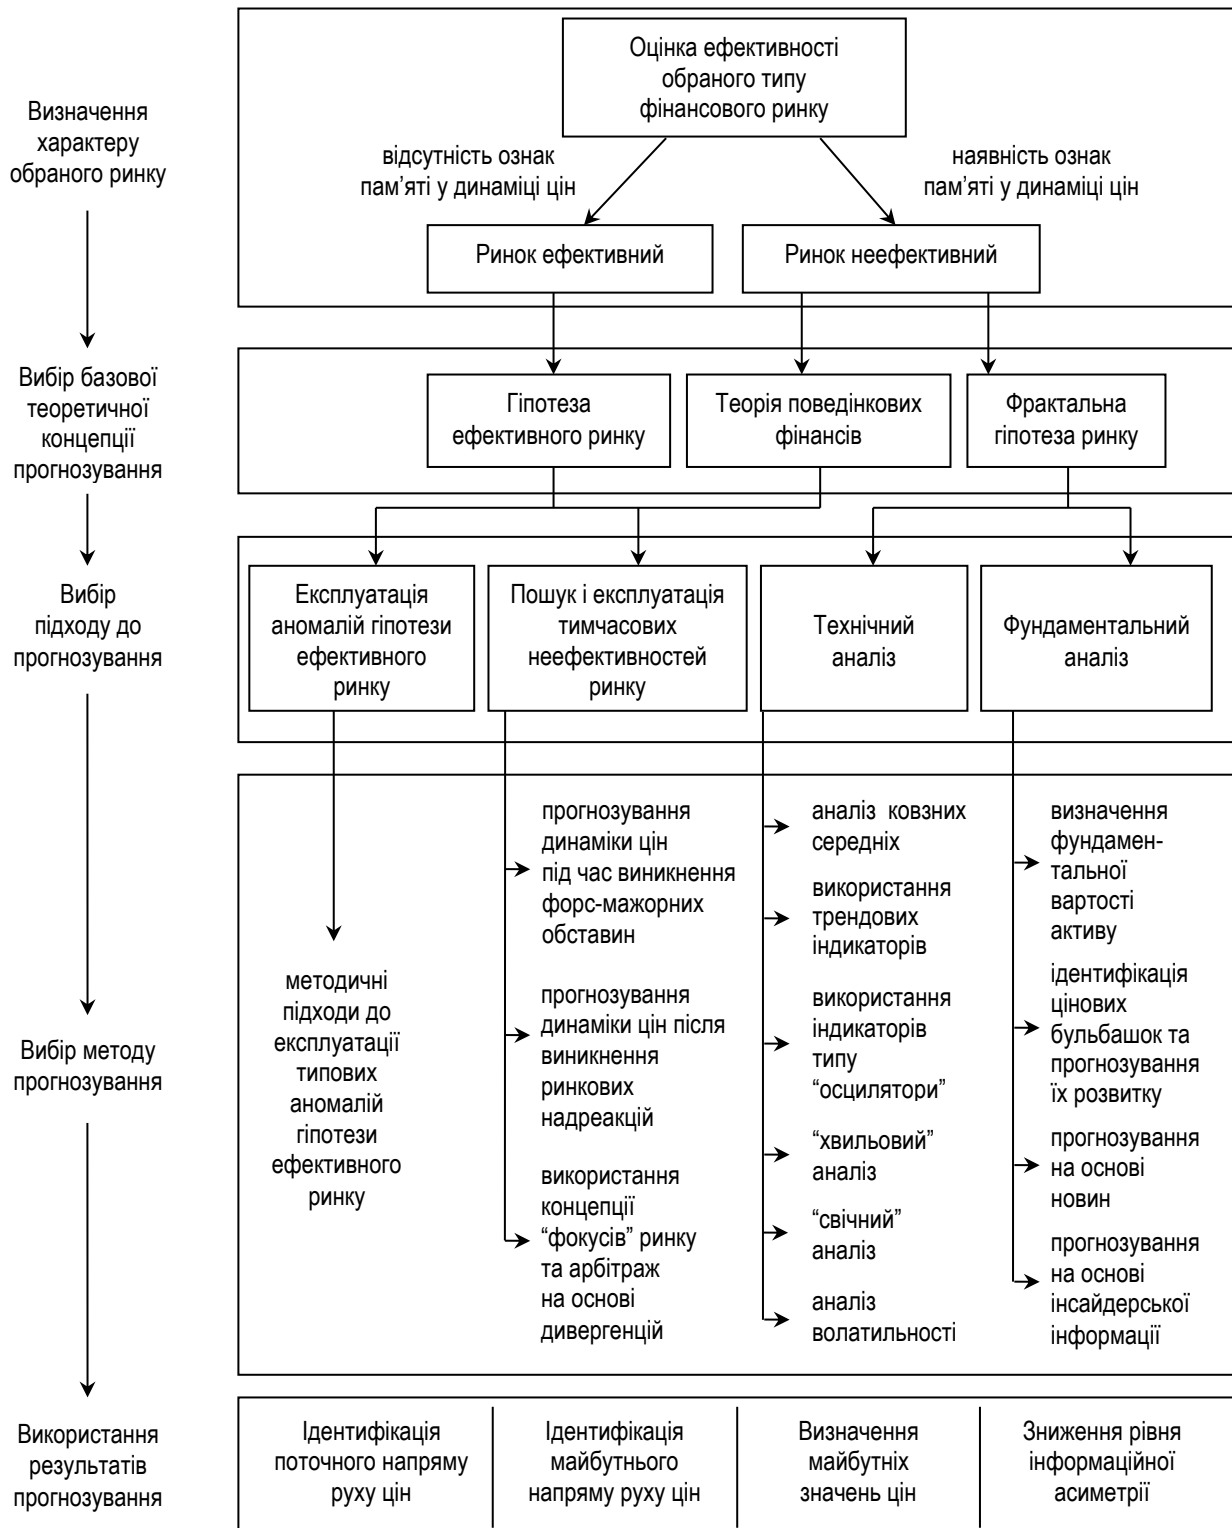 Визначення
характеру
обраного ринку
Оцінка ефективності
обраного типу
фінансового ринку
відсутність ознак
пам’яті у динаміці цін
наявність ознак
пам’яті у динаміці цін
Ринок ефективний
Ринок неефективний
Вибір базової
теоретичної
концепції
прогнозування
Гіпотеза
ефективного ринку
Теорія поведінкових
фінансів
Фрактальна
гіпотеза ринку
Вибір
підходу до
прогнозування
Експлуатація
аномалій гіпотези
ефективного
ринку
Пошук і експлуатація
тимчасових
неефективностей
ринку
Технічний
аналіз
Фундаментальний
аналіз
Вибір методу
прогнозування
методичні
підходи до
експлуатації
типових
аномалій
гіпотези
ефективного
ринку
прогнозування
динаміки цін
під час виникнення
форс-мажорних
обставин
прогнозування
динаміки цін після
виникнення
ринкових
надреакцій
використання
концепції
“фокусів” ринку
та арбітраж
на основі
дивергенцій
аналіз ковзних
середніх
використання
трендових
індикаторів
використання
індикаторів
типу
“осцилятори”
“хвильовий”
аналіз
“свічний”
аналіз
аналіз
волатильності
визначення
фундамен-
тальної
вартості
активу
ідентифікація
цінових
бульбашок та
прогнозування
їх розвитку
прогнозування
на основі
новин
прогнозування
на основі
інсайдерської
інформації
Використання
результатів
прогнозування
Ідентифікація
поточного напряму
руху цін
Ідентифікація
майбутнього
напряму руху цін
Визначення
майбутніх
значень цін
Зниження рівня
інформаційної
асиметрії